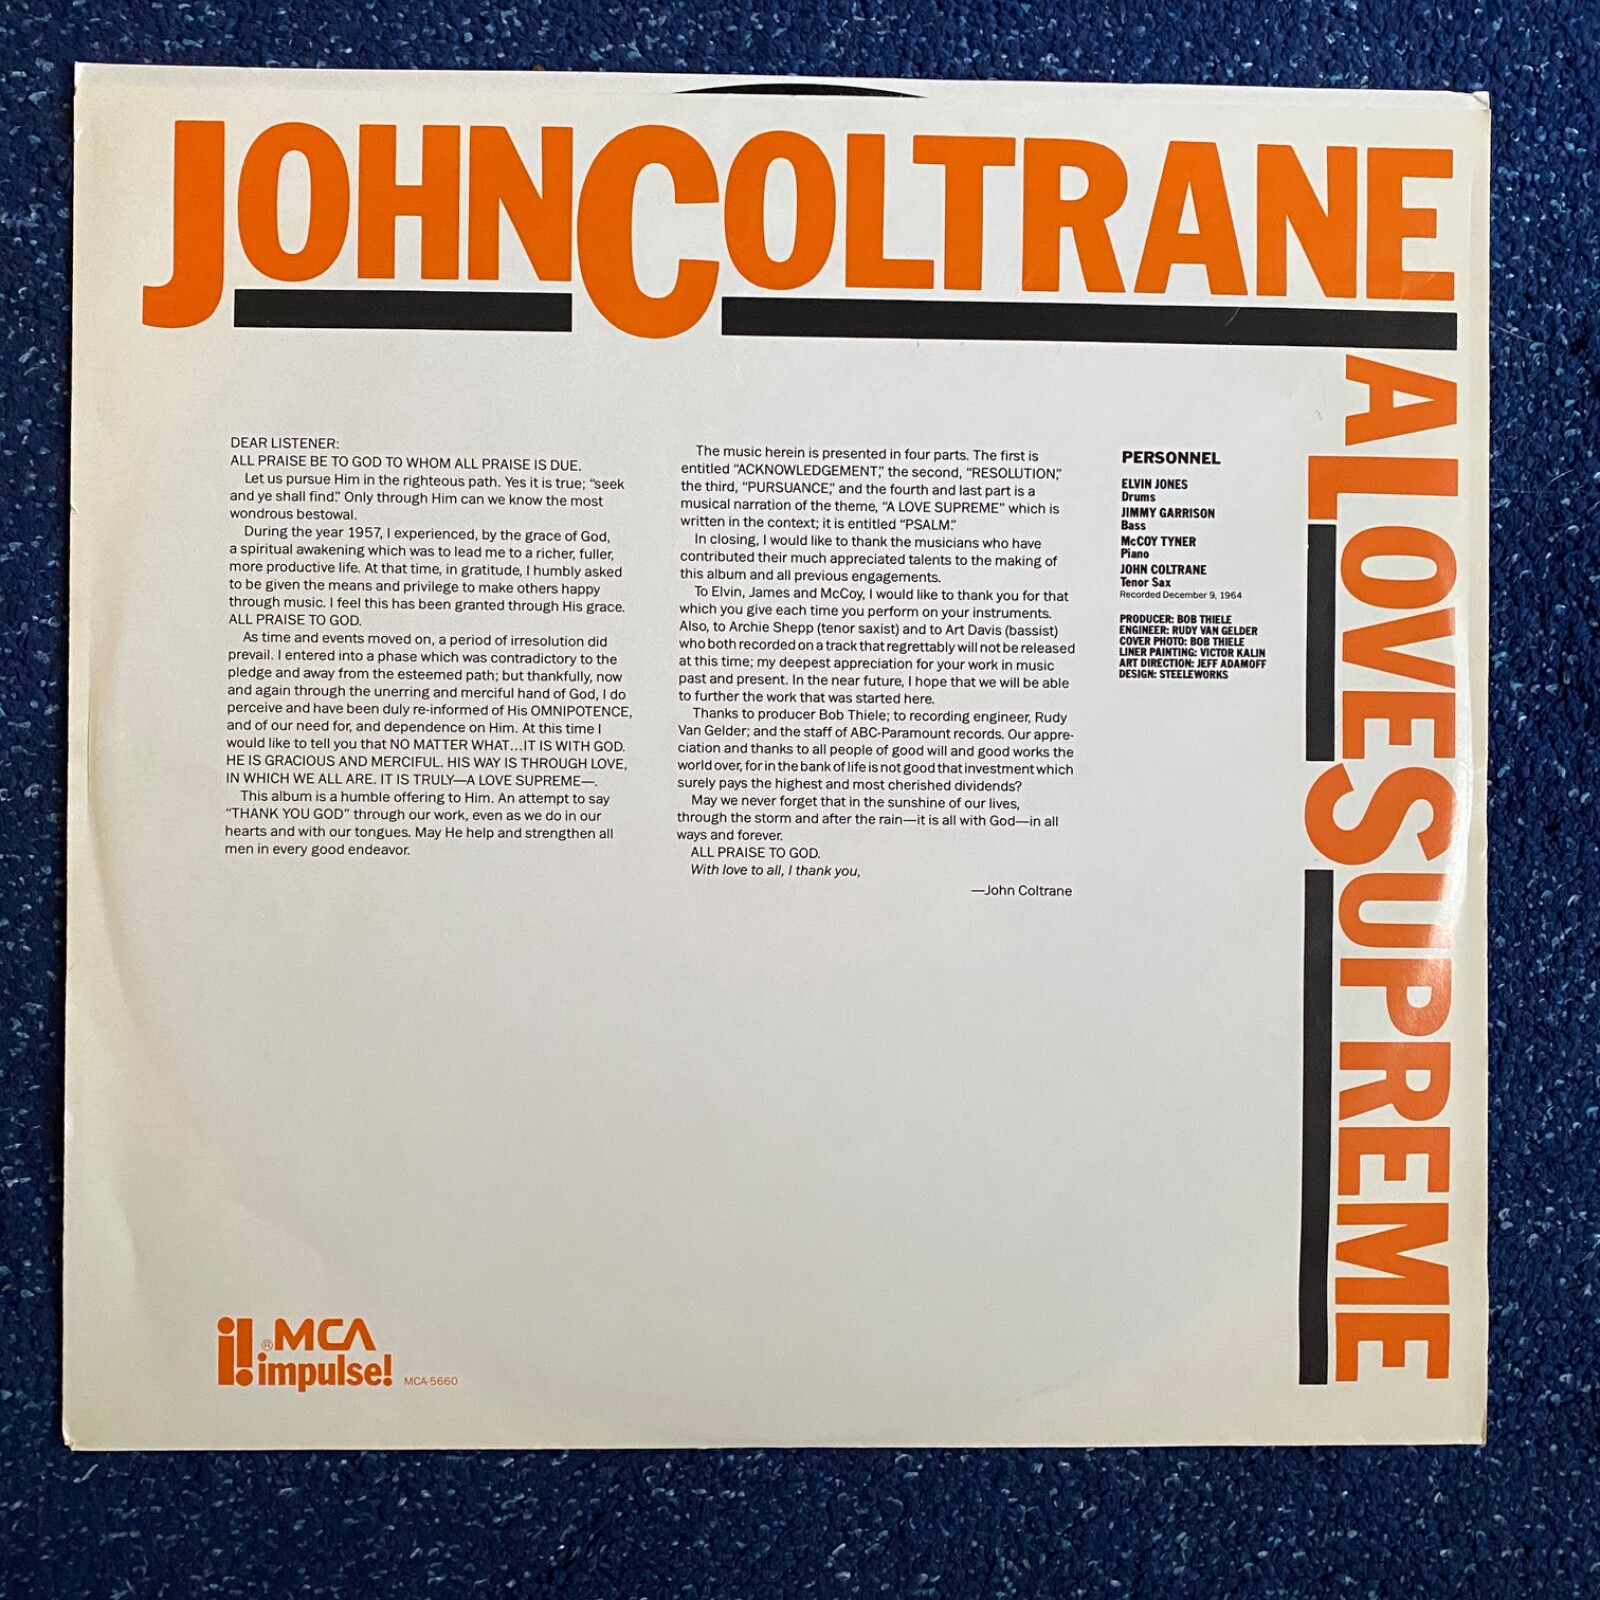 JOHN COLTRANE
A LOVE SUPREME
DEAR LISTENER:
ALL PRAISE BE TO GOD TO WHOM ALL PRAISE IS DUE.
Let us pursue Him in the righteous path. Yes it is true; “seek
and ye shall find.” Only through Him can we know the most
wondrous bestowal.
During the year 1957, I experienced, by the grace of God,
a spiritual awakening which was to lead me to a richer, fuller,
more productive life. At that time, in gratitude, I humbly asked
to be given the means and privilege to make others happy
through music. I feel this has been granted through His grace.
ALL PRAISE TO GOD.
As time and events moved on, a period of irresolution did
prevail. I entered into a phase which was contradictory to the
pledge and away from the esteemed path; but thankfully, now
and again through the unerring and merciful hand of God, I do
perceive and have been duly re-informed of His OMNIPOTENCE,
and of our need for, and dependence on Him. At this time I
would like to tell you that NO MATTER WHAT...IT IS WITH GOD.
HE IS GRACIOUS AND MERCIFUL. HIS WAY IS THROUGH LOVE,
IN WHICH WE ALL ARE. IT IS TRULY—A LOVE SUPREME—.
This album is a humble offering to Him. An attempt to say
“THANK YOU GOD” through our work, even as we do in our
hearts and with our tongues. May He help and strengthen all
men in every good endeavor.
The music herein is presented in four parts. The first is
entitled “ACKNOWLEDGEMENT,” the second, “RESOLUTION,”
the third, “PURSUANCE,” and the fourth and last part is a
musical narration of the theme, “A LOVE SUPREME” which is
written in the context; it is entitled “PSALM.”
In closing, I would like to thank the musicians who have
contributed their much appreciated talents to the making of
this album and all previous engagements.
To Elvin, James and McCoy, I would like to thank you for that
which you give each time you perform on your instruments.
Also, to Archie Shepp (tenor saxist) and to Art Davis (bassist)
who both recorded on a track that regrettably will not be released
at this time; my deepest appreciation for your work in music
past and present. In the near future, I hope that we will be able
to further the work that was started here.
Thanks to producer Bob Thiele; to recording engineer, Rudy
Van Gelder; and the staff of ABC-Paramount records. Our appre-
ciation and thanks to all people of good will and good works the
world over, for in the bank of life is not good that investment which
surely pays the highest and most cherished dividends?
May we never forget that in the sunshine of our lives,
through the storm and after the rain—it is all with God—in all
ways and forever.
ALL PRAISE TO GOD.
With love to all, I thank you,
—John Coltrane
PERSONNEL
ELVIN JONES
Drums
JIMMY GARRISON
Bass
McCOY TYNER
Piano
JOHN COLTRANE
Tenor Sax
Recorded December 9, 1964
PRODUCER: BOB THIELE
ENGINEER: RUDY VAN GELDER
COVER PHOTO: BOB THIELE
LINER PAINTING: VICTOR KALIN
ART DIRECTION: JEFF ADAMOFF
DESIGN: STEELEWORKS
® MCA
impulse! MCA-5660